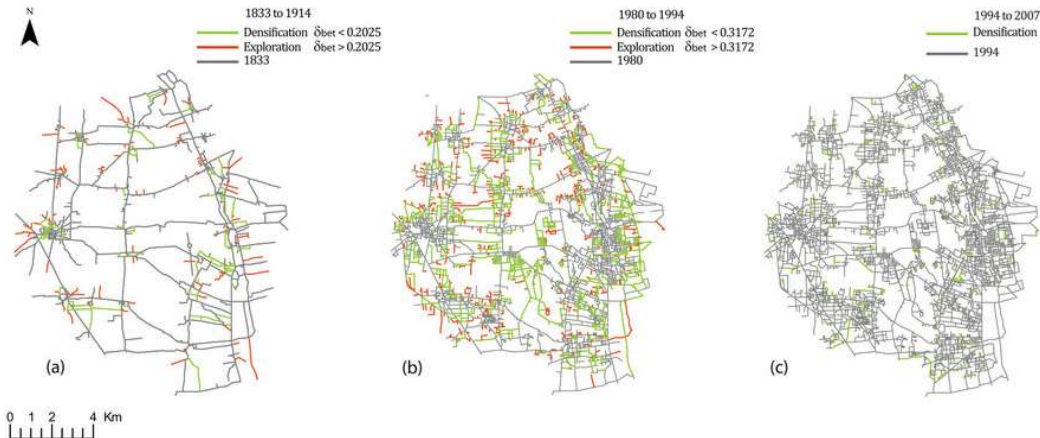 N
1833 to 1914
Densification δbet < 0.2025
Exploration δbet > 0.2025
1833
1980 to 1994
Densification δbet < 0.3172
Exploration δbet > 0.3172
1980
1994 to 2007
Densification
1994
(a)
(b)
(c)
0 1 2 4 Km